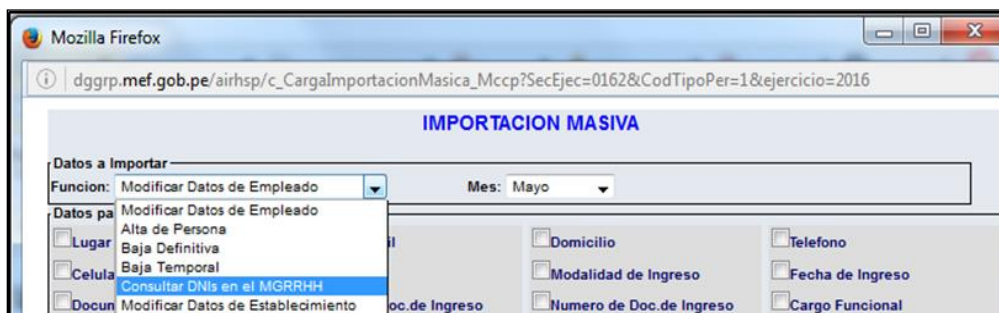 Mozilla Firefox
dggrp.mef.gob.pe/airhsp/c_CargaImportacionMasica_Mccp?SecEjec=0162&CodTipoPer=1&ejercicio=2016
IMPORTACION MASIVA
Datos a Importar
Funcion: Modificar Datos de Empleado Mes: Mayo
Modificar Datos de Empleado
Alta de Persona
Baja Definitiva
Baja Temporal
Consultar DNIs en el MGRRHH
Modificar Datos de Establecimiento
Datos pa
Lugar il Domicilio Telefono
Celula Modalidad de Ingreso Fecha de Ingreso
Docum oc.de Ingreso Numero de Doc.de Ingreso Cargo Funcional